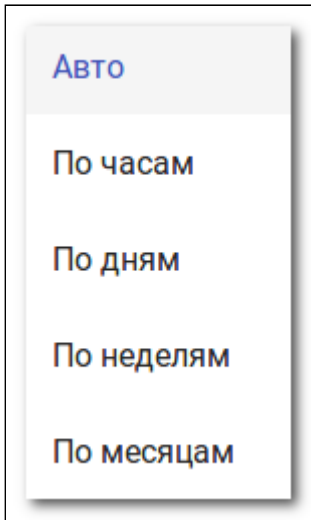 Авто
По часам
По дням
По неделям
По месяцам